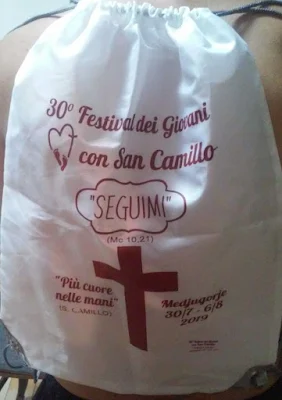 30º Festival dei Giovani
con San Camillo
"SEGUIMI"
(Mc 10,21)
"Più cuore
nelle mani"
(S. CAMILLO)
Medjugorje
30/7 - 6/8
2019